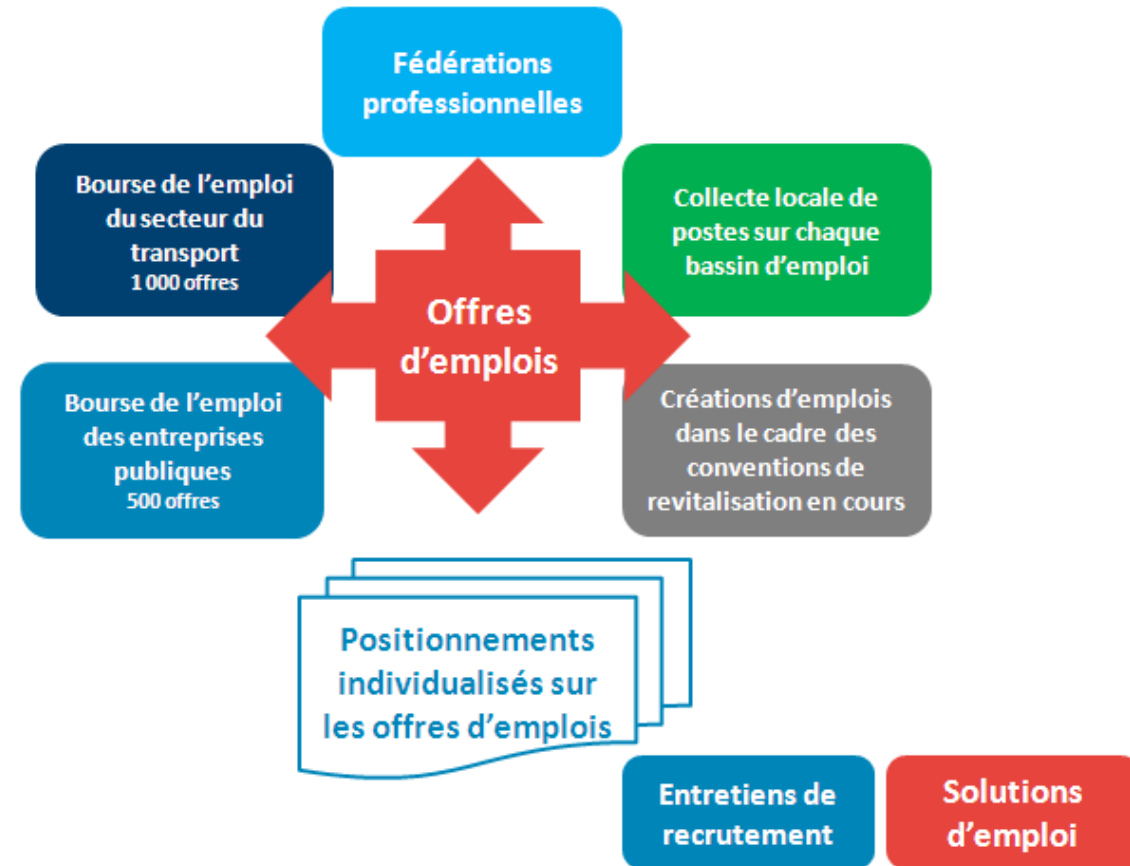 Fédérations
professionnelles
Bourse de l'emploi
du secteur du
transport
1 000 offres
Collecte locale de
postes sur chaque
bassin d'emploi
Offres
d'emplois
Bourse de l'emploi
des entreprises
publiques
500 offres
Créations d'emplois
dans le cadre des
conventions de
revitalisation en cours
Positionnements
individualisés sur
les offres d'emplois
Entretiens de
recrutement
Solutions
d'emploi